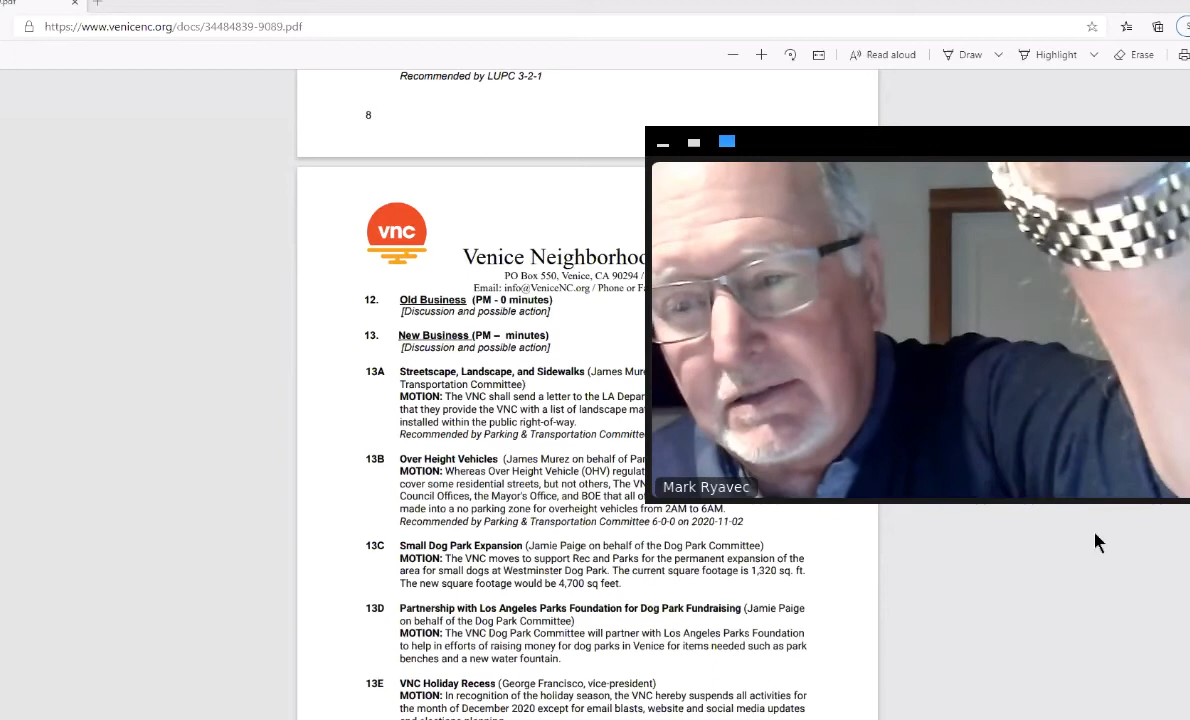 .pdf
https://www.venicenc.org/docs/34484839-9089.pdf
Read aloud
Draw
Highlight
Erase
Recommended by LUPC 3-2-1
8
vnc
Venice Neighborhoo
PO Box 550, Venice, CA 90294 /
Email: info@VeniceNC.org / Phone or Fa
12. Old Business (PM - 0 minutes)
[Discussion and possible action]
13. New Business (PM – minutes)
[Discussion and possible action]
13A Streetscape, Landscape, and Sidewalks (James Mure
Transportation Committee)
MOTION: The VNC shall send a letter to the LA Depar
that they provide the VNC with a list of landscape ma
installed within the public right-of-way.
Recommended by Parking & Transportation Committe
13B Over Height Vehicles (James Murez on behalf of Par
MOTION: Whereas Over Height Vehicle (OHV) regulat
cover some residential streets, but not others, The VN
Council Offices, the Mayor's Office, and BOE that all of
made into a no parking zone for overheight vehicles from 2AM to 6AM.
Recommended by Parking & Transportation Committee 6-0-0 on 2020-11-02
13C Small Dog Park Expansion (Jamie Paige on behalf of the Dog Park Committee)
MOTION: The VNC moves to support Rec and Parks for the permanent expansion of the
area for small dogs at Westminster Dog Park. The current square footage is 1,320 sq. ft.
The new square footage would be 4,700 sq feet.
13D Partnership with Los Angeles Parks Foundation for Dog Park Fundraising (Jamie Paige
on behalf of the Dog Park Committee)
MOTION: The VNC Dog Park Committee will partner with Los Angeles Parks Foundation
to help in efforts of raising money for dog parks in Venice for items needed such as park
benches and a new water fountain.
13E VNC Holiday Recess (George Francisco, vice-president)
MOTION: In recognition of the holiday season, the VNC hereby suspends all activities for
the month of December 2020 except for email blasts, website and social media updates
Mark Ryavec